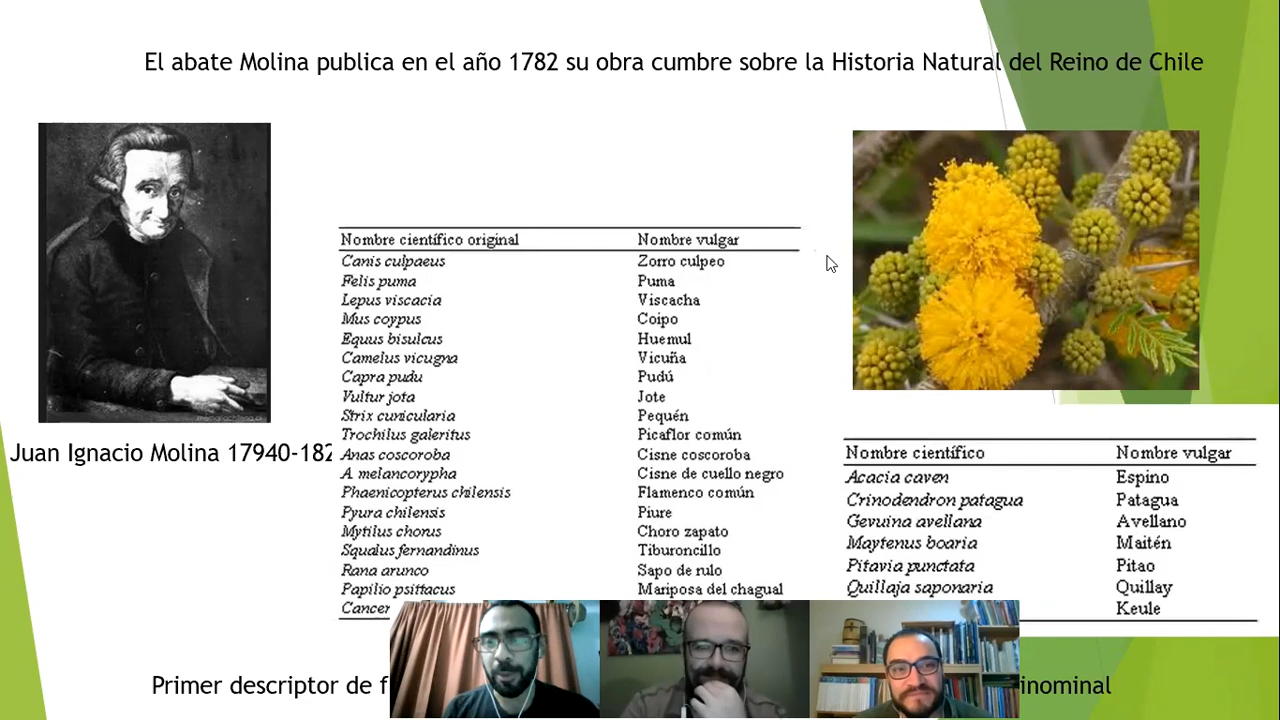 El abate Molina publica en el año 1782 su obra cumbre sobre la Historia Natural del Reino de Chile
Juan Ignacio Molina 17940-182
Nombre científico original Nombre vulgar
Canis culpaeus Zorro culpeo
Felis puma Puma
Lepus viscacia Viscacha
Mus coypus Coipo
Equus bisulcus Huemul
Camelus vicugna Vicuña
Capra pudu Pudú
Vultur jota Jote
Strix cunicularia Pequén
Trochilus galeritus Picaflor común
Anas coscoroba Cisne coscoroba
A. melancorypha Cisne de cuello negro
Phaenicopterus chilensis Flamenco común
Pyura chilensis Piure
Mytilus chorus Choro zapato
Squalus fernandinus Tiburoncillo
Rana arunco Sapo de rulo
Papilio psittacus Mariposa del chagual
Cancer
Nombre científico Nombre vulgar
Acacia caven Espino
Crinodendron patagua Patagua
Gevuina avellana Avellano
Maytenus boaria Maitén
Pitavia punctata Pitao
Quillaja saponaria Quillay
Keule
Primer descriptor de f inominal